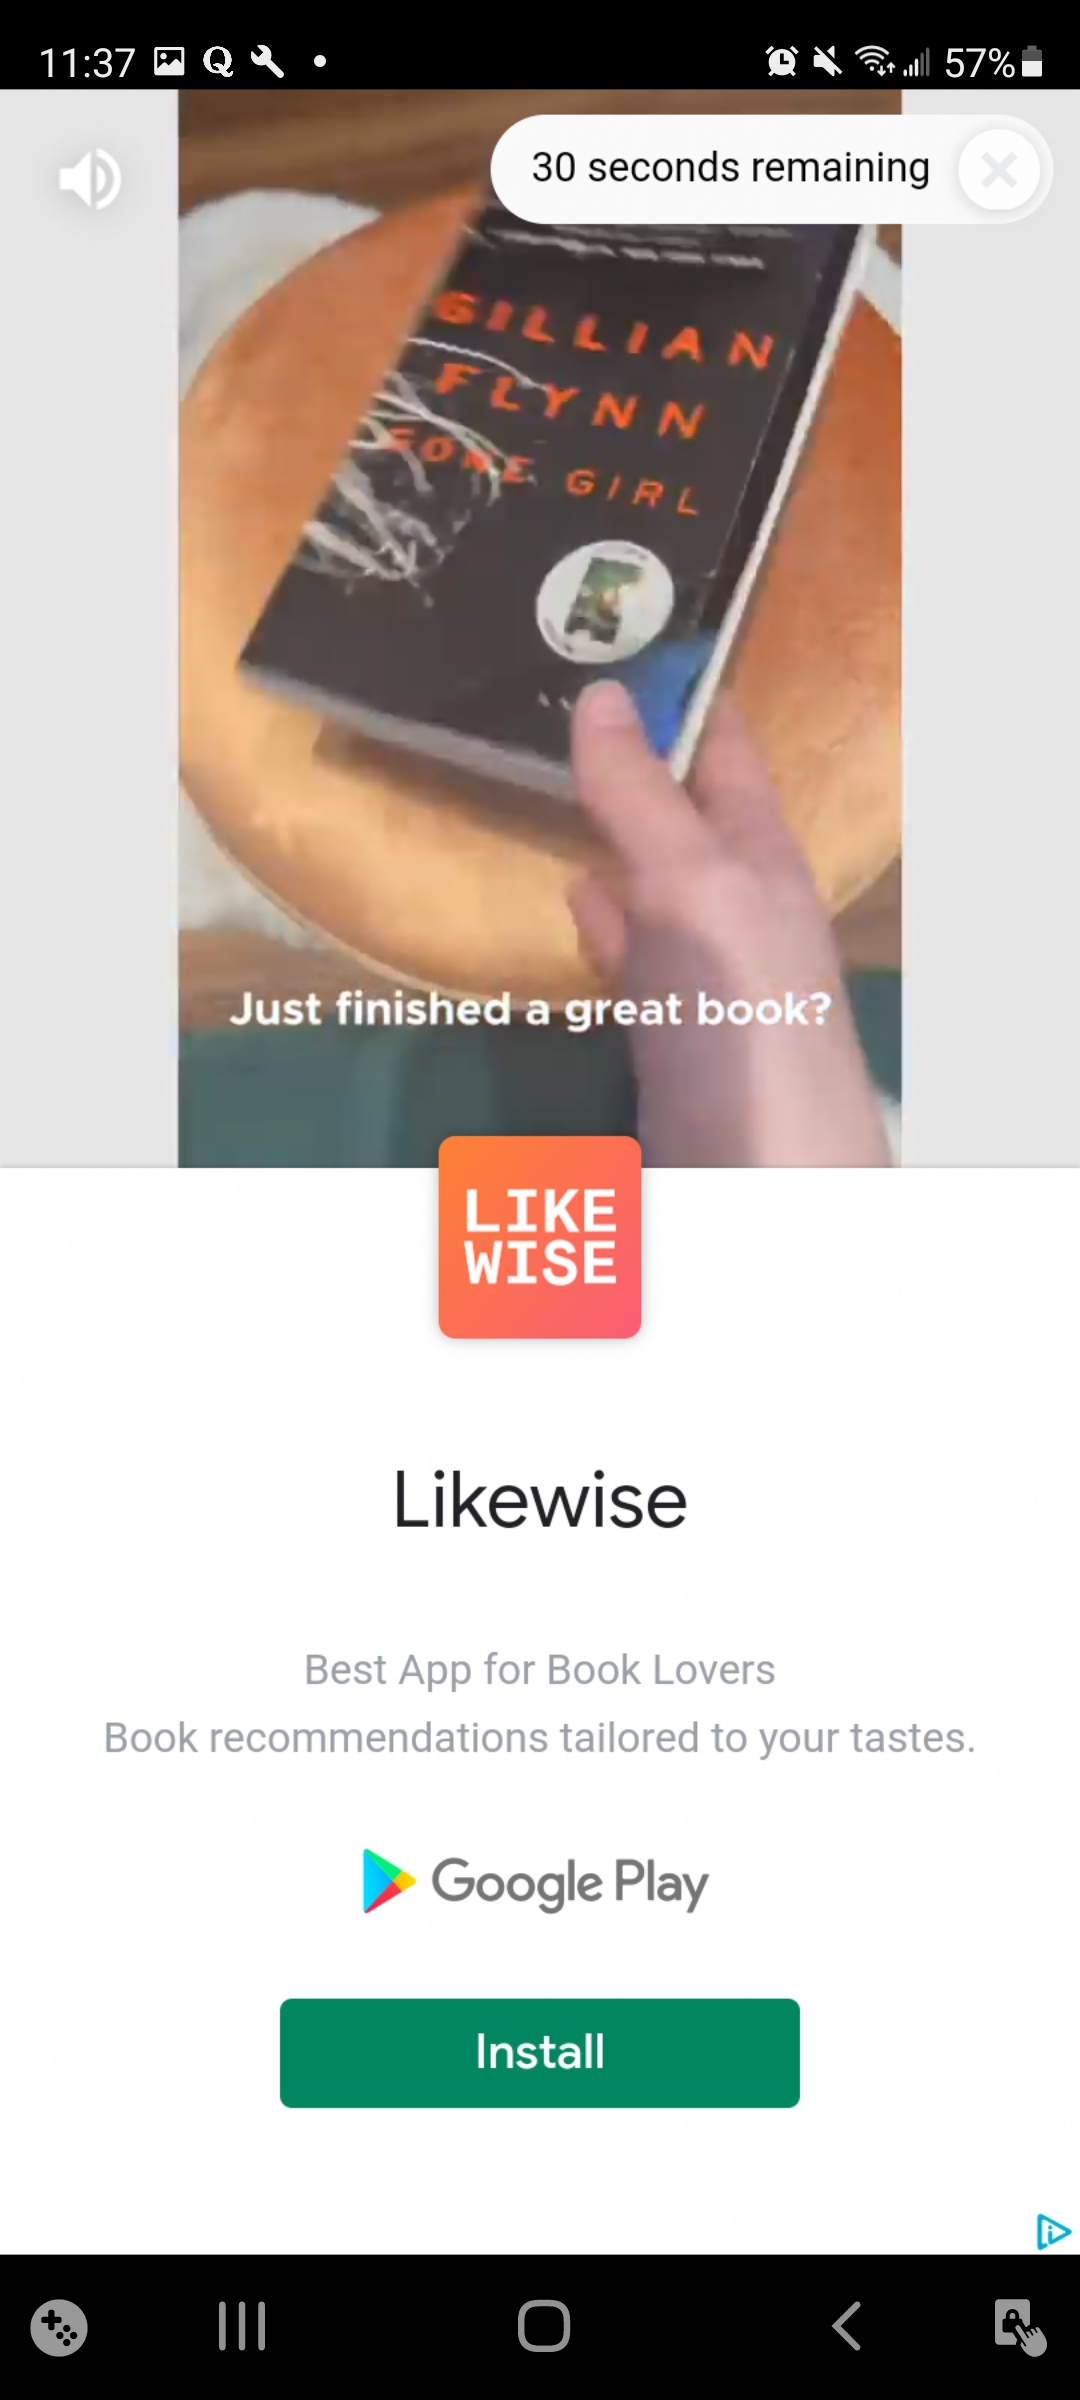 11:37
57%
30 seconds remaining
GILLIAN
FLYNN
GONE GIRL
Just finished a great book?
LIKE
WISE
Likewise
Best App for Book Lovers
Book recommendations tailored to your tastes.
Google Play
Install